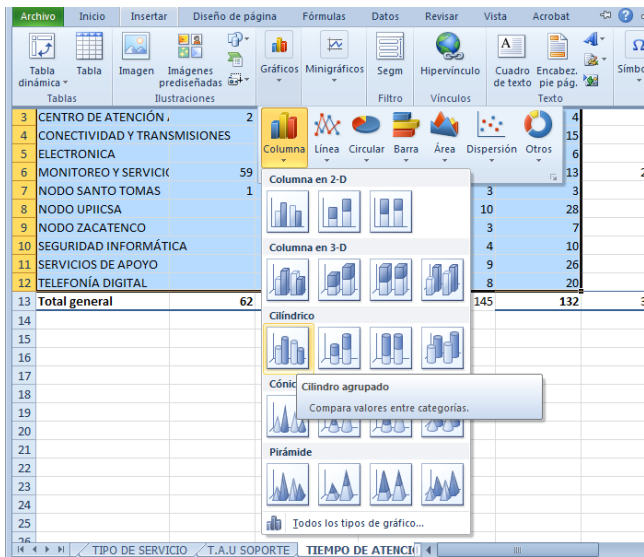 Archivo Inicio Insertar Diseño de página Fórmulas Datos Revisar Vista Acrobat
Tabla dinámica Tabla Imagen Imágenes prediseñadas Gráficos Minigráficos Segm Hipervínculo Cuadro de texto Encabez. pie pág. Símbo
Tablas Ilustraciones Filtro Vínculos Texto
Columna Línea Circular Barra Área Dispersión Otros
3 CENTRO DE ATENCIÓN 2 4
4 CONECTIVIDAD Y TRANSMISIONES 15
5 ELECTRONICA 6
6 MONITOREO Y SERVICI 59 13 2
7 NODO SANTO TOMAS 1 3 3
8 NODO UPIICSA 10 28
9 NODO ZACATENCO 3 7
10 SEGURIDAD INFORMÁTICA 4 10
11 SERVICIOS DE APOYO 9 26
12 TELEFONÍA DIGITAL 8 20
13 Total general 62 145 132 3
14
15
16
17
18
19
20
21
22
23
24
25
26
Columna en 2-D
Columna en 3-D
Cilíndrico
Cónic
Cilindro agrupado
Compara valores entre categorías.
Pirámide
Todos los tipos de gráfico...
TIPO DE SERVICIO T.A.U SOPORTE TIEMPO DE ATENCIÓ